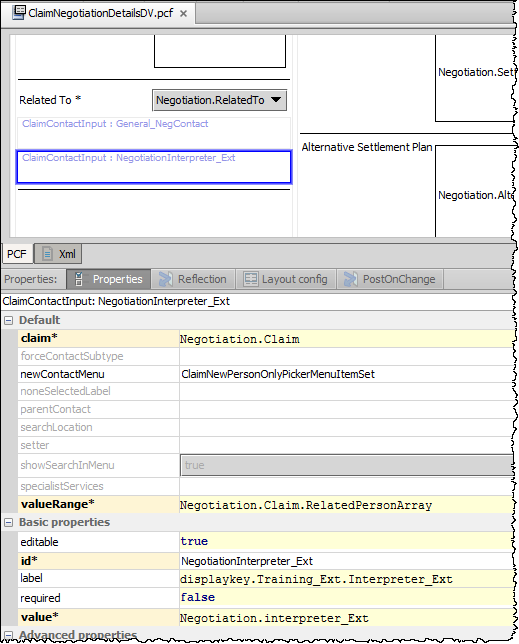 ClaimNegotiationDetailsDV.pcf
Negotiation.Sett
Related To *
Negotiation.RelatedTo
ClaimContactInput : General_NegContact
Alternative Settlement Plan
ClaimContactInput : NegotiationInterpreter_Ext
Negotiation.Alte
PCF
Xml
Properties:
Properties
Reflection
Layout config
PostOnChange
ClaimContactInput: NegotiationInterpreter_Ext
Default
claim* Negotiation.Claim
forceContactSubtype
newContactMenu ClaimNewPersonOnlyPickerMenuItemSet
noneSelectedLabel
parentContact
searchLocation
setter
showSearchInMenu true
specialistServices
valueRange* Negotiation.Claim.RelatedPersonArray
Basic properties
editable true
id* NegotiationInterpreter_Ext
label displaykey.Training_Ext.Interpreter_Ext
required false
value* Negotiation.interpreter_Ext
Advanced properties